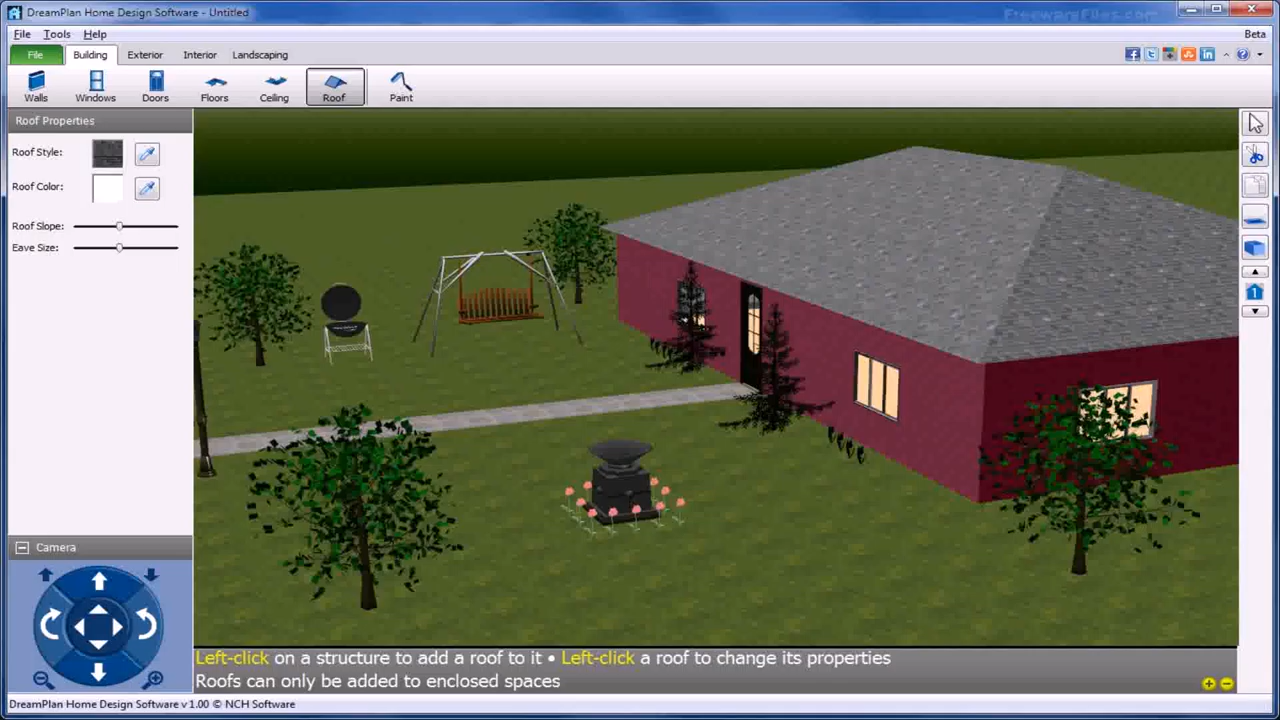 DreamPlan Home Design Software - Untitled
FreewareFiles.com
File Tools Help Beta
File Building Exterior Interior Landscaping
Walls Windows Doors Floors Ceiling Roof Paint
Roof Properties
Roof Style:
Roof Color:
Roof Slope:
Eave Size:
1
Camera
Left-click on a structure to add a roof to it • Left-click a roof to change its properties
Roofs can only be added to enclosed spaces
DreamPlan Home Design Software v 1.00 © NCH Software